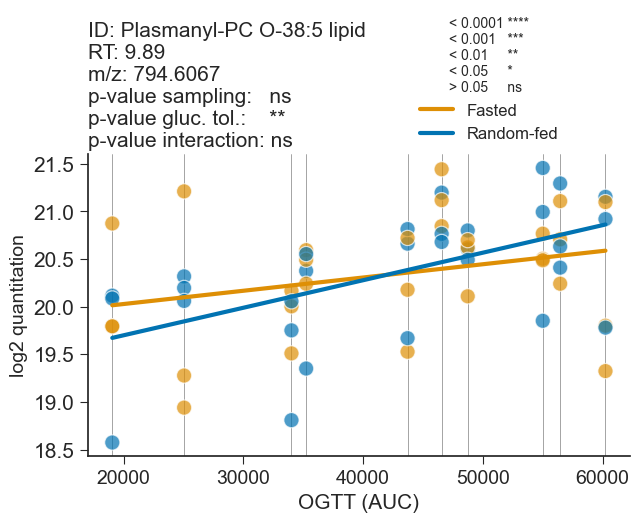 ID: Plasmanyl-PC O-38:5 lipid
RT: 9.89
m/z: 794.6067
p-value sampling: ns
p-value gluc. tol.: **
p-value interaction: ns
< 0.0001 ****
< 0.001 ***
< 0.01 **
< 0.05 *
> 0.05 ns
Fasted
Random-fed
21.5
21.0
20.5
20.0
19.5
19.0
18.5
log2 quantitation
20000 30000 40000 50000 60000
OGTT (AUC)